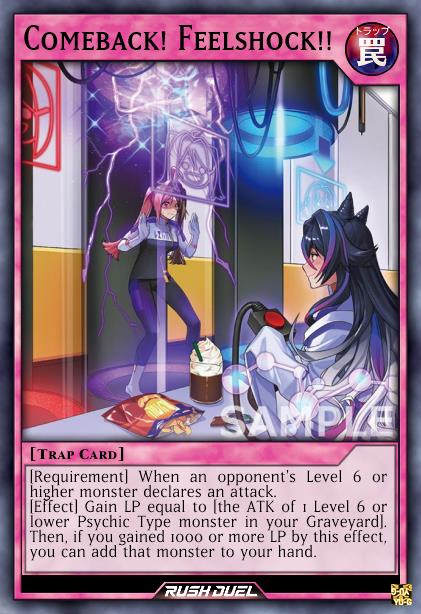 COMEBACK! FEELSHOCK!!
トラップ
罠
SAMPLE
[TRAP CARD]
[Requirement] When an opponent's Level 6 or
higher monster declares an attack.
[Effect] Gain LP equal to [the ATK of 1 Level 6 or
lower Psychic Type monster in your Graveyard].
Then, if you gained 1000 or more LP by this effect,
you can add that monster to your hand.
RUSH DUEL